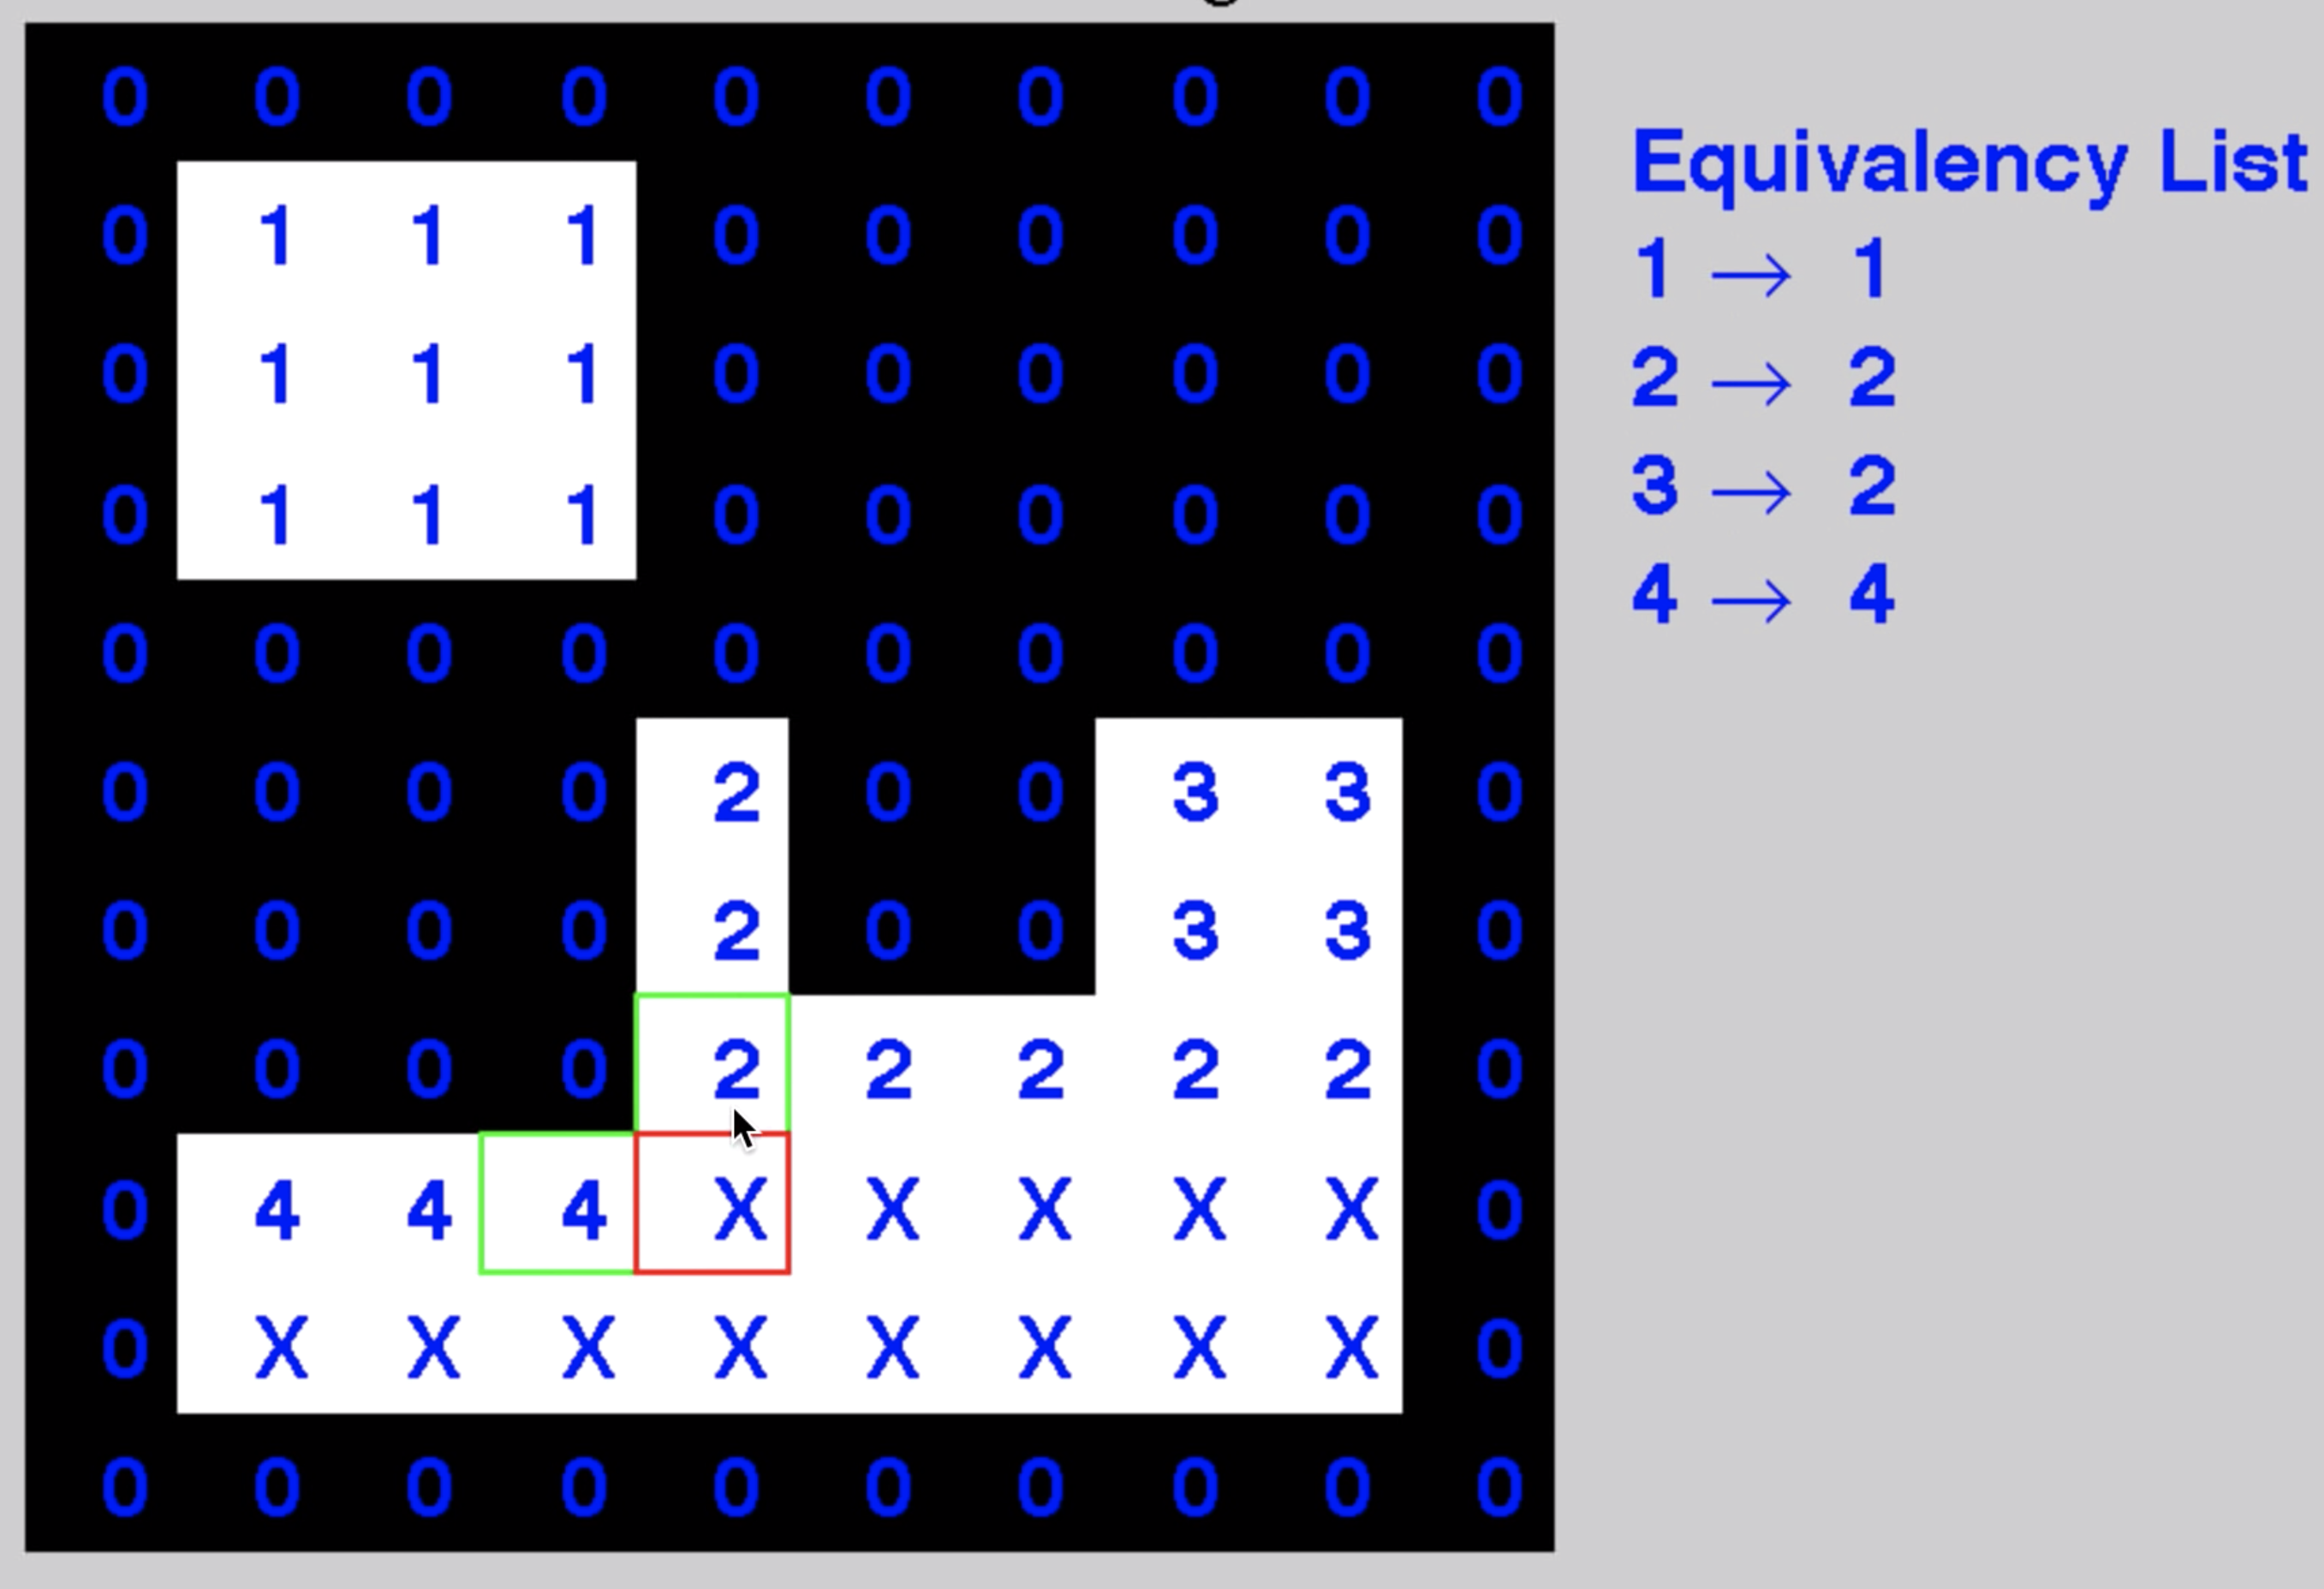 0 0 0 0 0 0 0 0 0 0
0 1 1 1 0 0 0 0 0 0
0 1 1 1 0 0 0 0 0 0
0 1 1 1 0 0 0 0 0 0
0 0 0 0 0 0 0 0 0 0
0 0 0 0 2 0 0 3 3 0
0 0 0 0 2 0 0 3 3 0
0 0 0 0 2 2 2 2 2 0
0 4 4 4 X X X X X 0
0 X X X X X X X X 0
0 0 0 0 0 0 0 0 0 0
Equivalency List
1 → 1
2 → 2
3 → 2
4 → 4